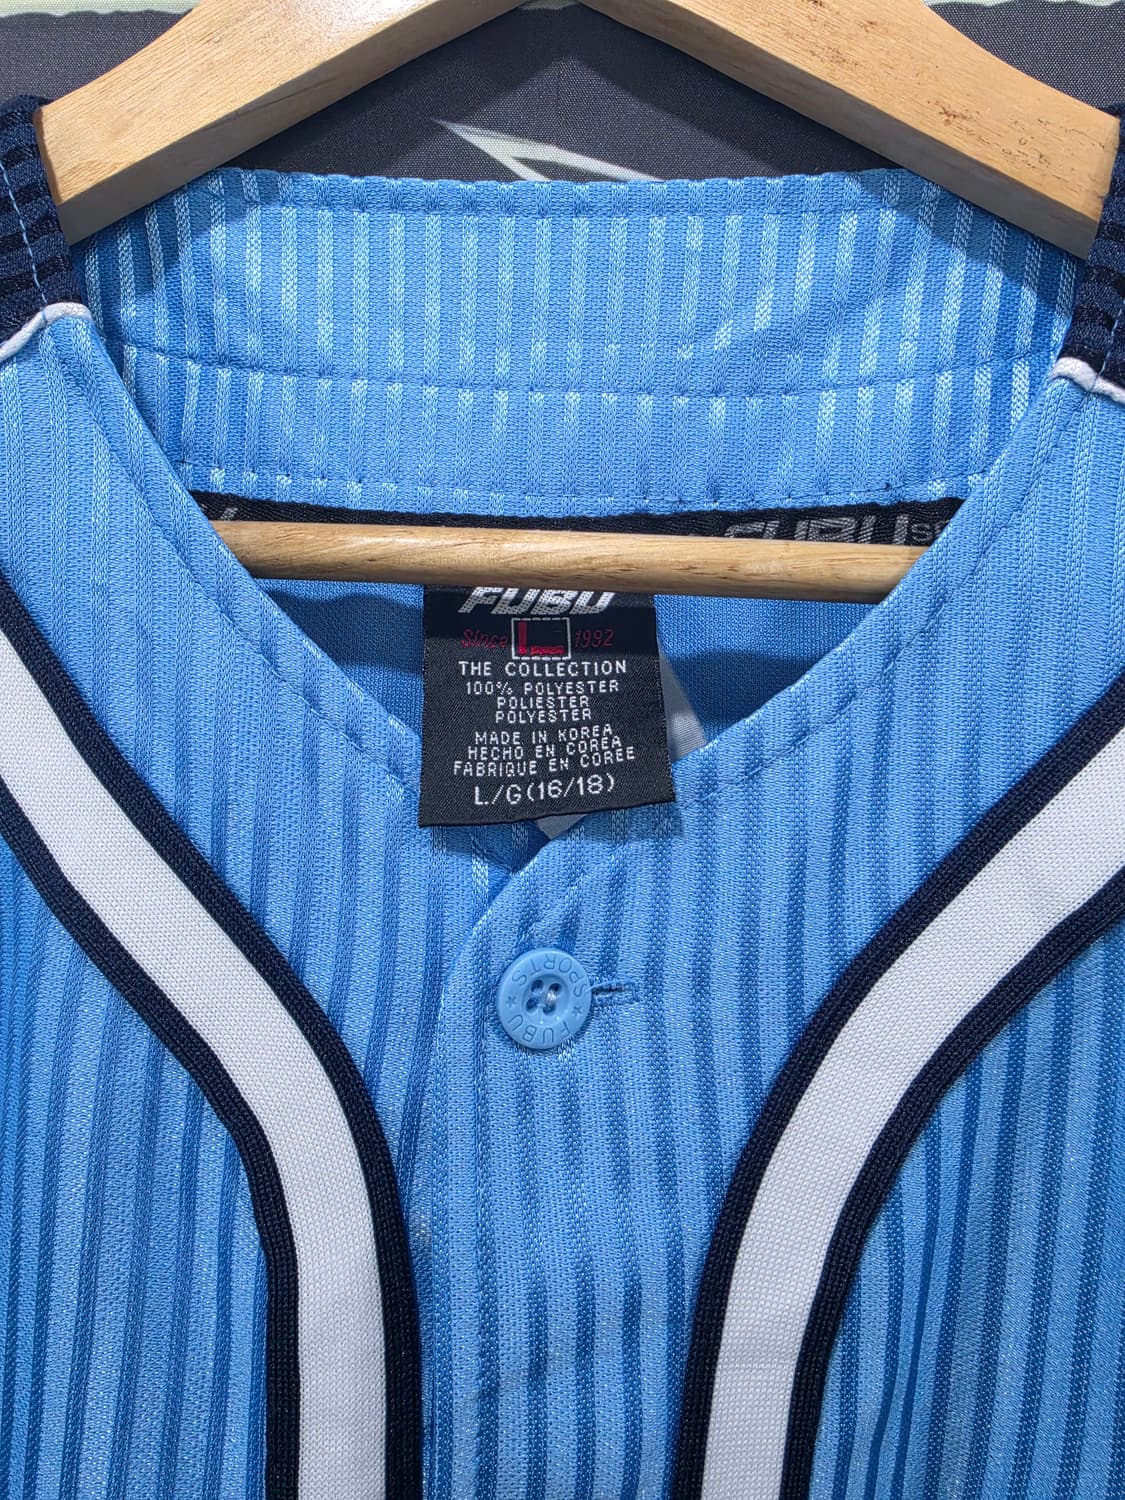 FUBU
FUBU
Since L 1992
THE COLLECTION
100% POLYESTER
POLIESTER
POLYESTER
MADE IN KOREA
HECHO EN COREA
FABRIQUE EN COREE
L/G(16/18)
SPORTS ★ FUBU ★